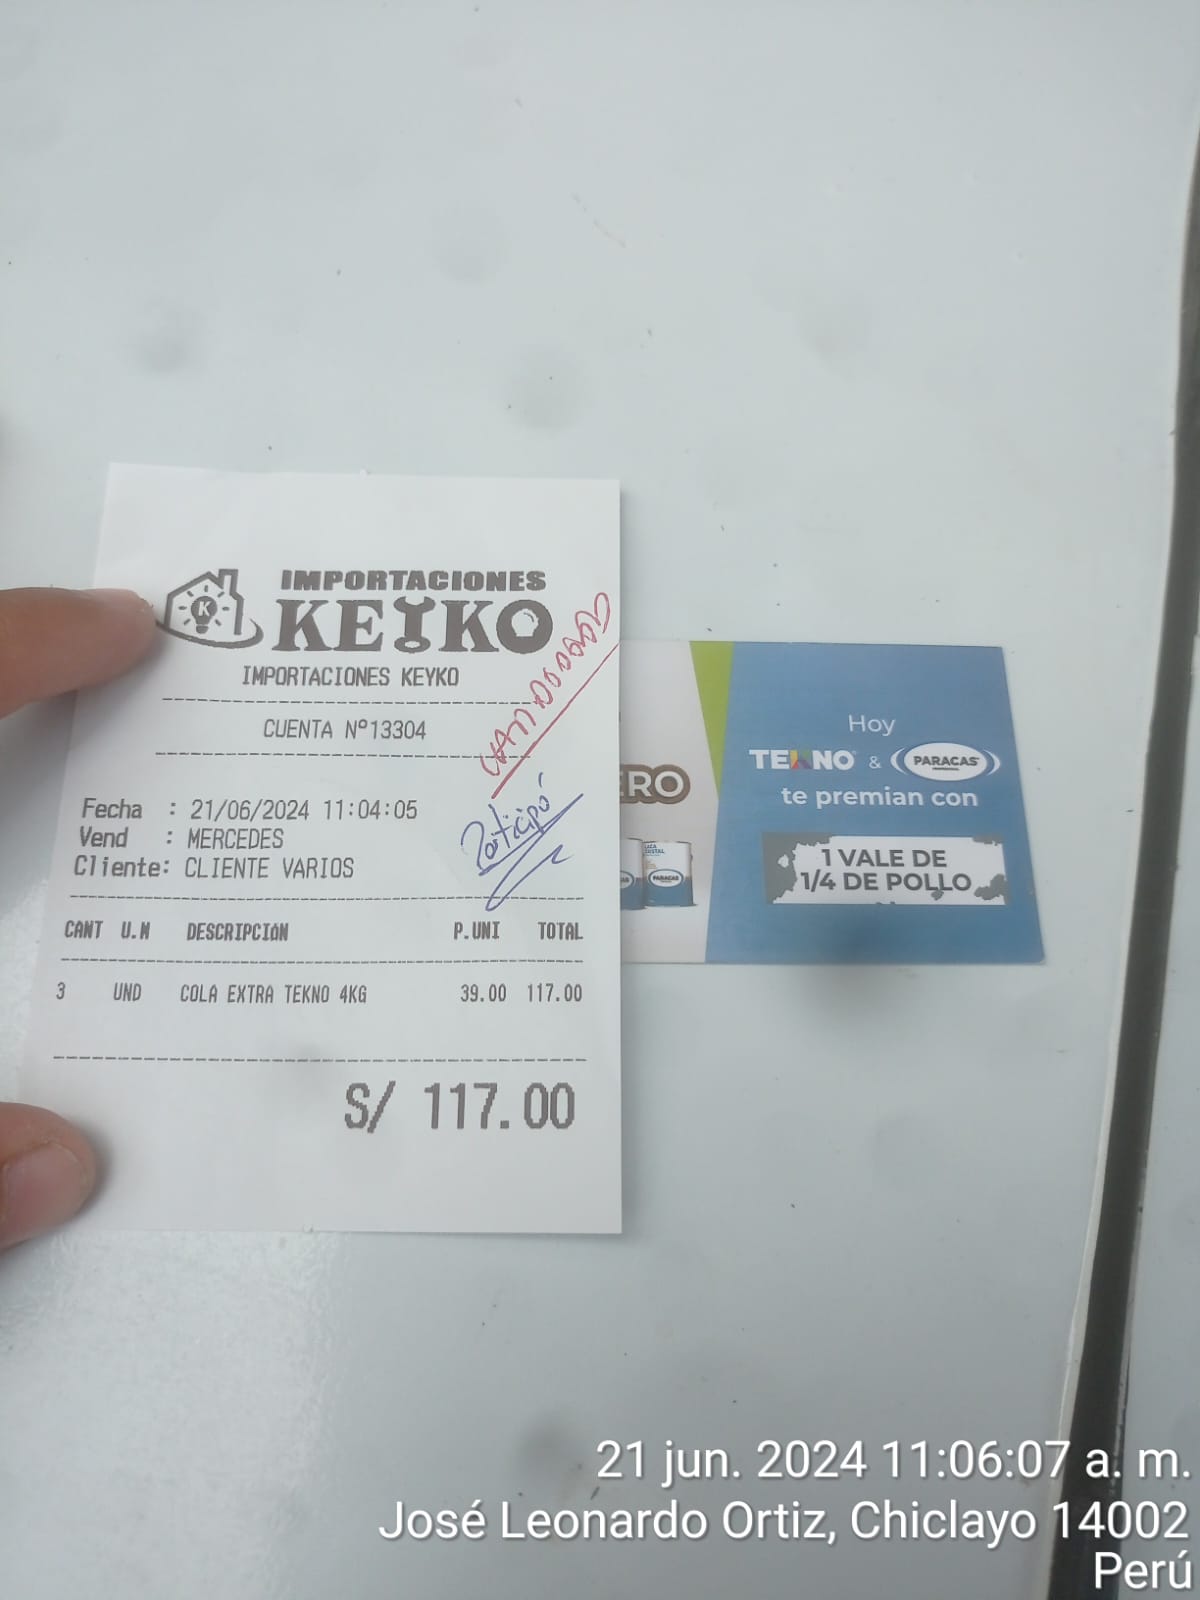 IMPORTACIONES
KEYKO
IMPORTACIONES KEYKO
CUENTA Nº13304
Participó
Fecha : 21/06/2024 11:04:05
Vend : MERCEDES
Cliente: CLIENTE VARIOS
CANT U.M DESCRIPCIÓN P.UNI TOTAL
3 UND COLA EXTRA TEKNO 4KG 39.00 117.00
S/ 117.00
ERO
PARACAS
Hoy
TEKNO & PARACAS
te premian con
1 VALE DE
1/4 DE POLLO
21 jun. 2024 11:06:07 a. m.
José Leonardo Ortiz, Chiclayo 14002
Perú